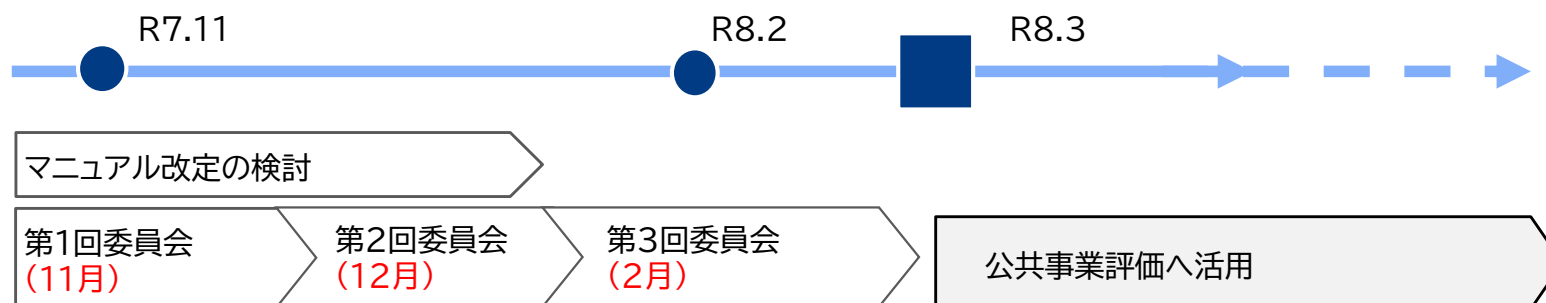 R7.11
R8.2
R8.3
マニュアル改定の検討
第1回委員会
(11月)
第2回委員会
(12月)
第3回委員会
(2月)
公共事業評価へ活用